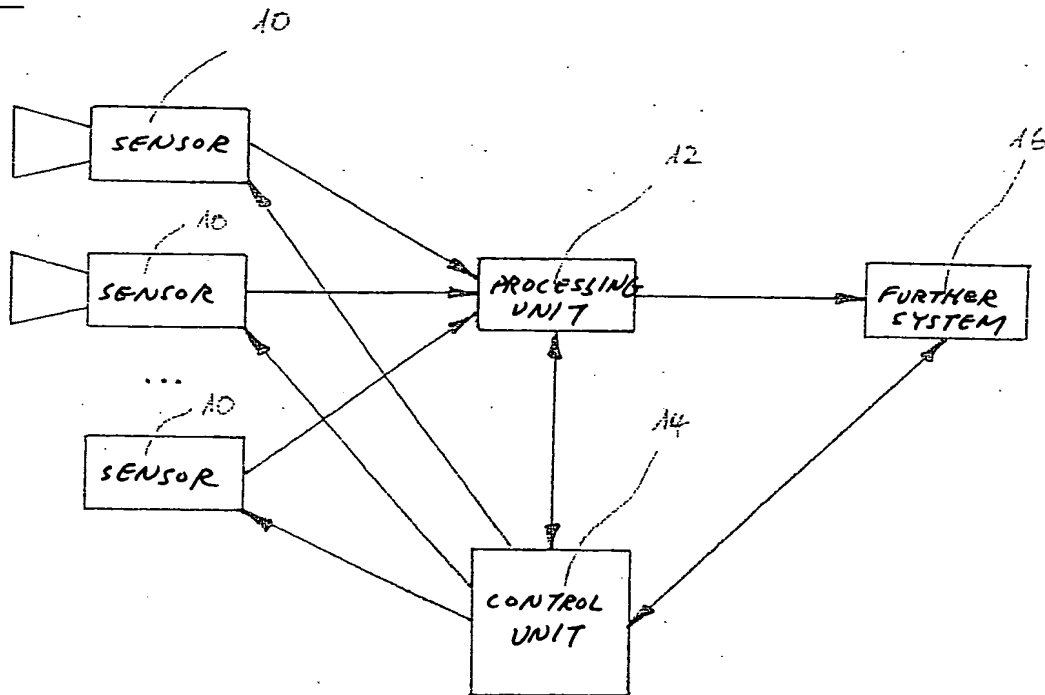 10
SENSOR
10
SENSOR
...
10
SENSOR
12
PROCESSING
UNIT
16
FURTHER
SYSTEM
14
CONTROL
UNIT